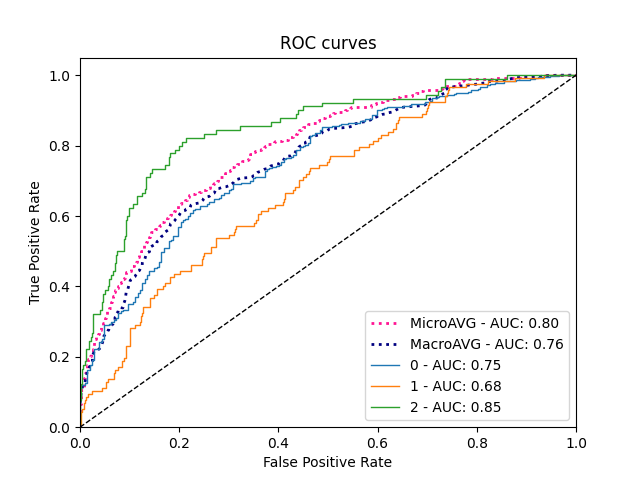 ROC curves
1.0
0.8
0.6
0.4
0.2
0.0
True Positive Rate
MicroAVG - AUC: 0.80
MacroAVG - AUC: 0.76
0 - AUC: 0.75
1 - AUC: 0.68
2 - AUC: 0.85
0.0 0.2 0.4 0.6 0.8 1.0
False Positive Rate